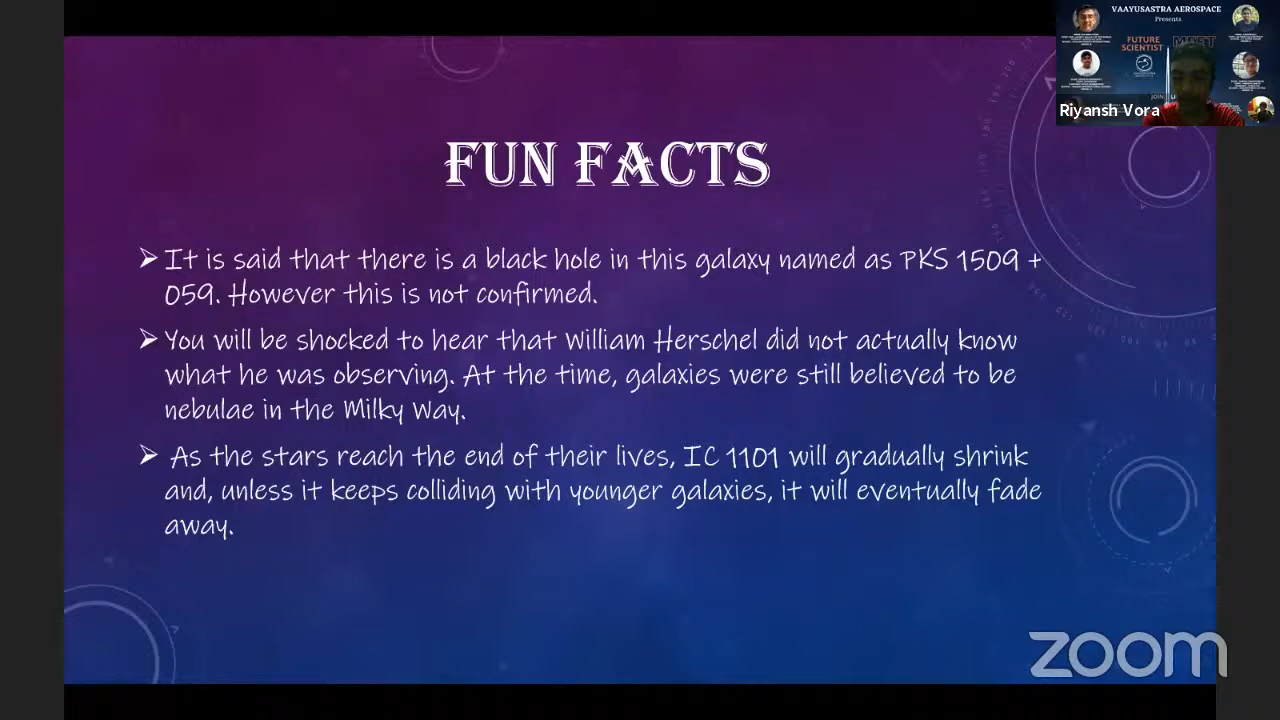 VAAYUSASTRA AEROSPACE
Presents
FUTURE
SCIENTIST
MEET
Riyansh Vora
FUN FACTS
➢ It is said that there is a black hole in this galaxy named as PKS 1509 +
059. However this is not confirmed.
➢ You will be shocked to hear that William Herschel did not actually know
what he was observing. At the time, galaxies were still believed to be
nebulae in the Milky Way.
➢ As the stars reach the end of their lives, IC 1101 will gradually shrink
and, unless it keeps colliding with younger galaxies, it will eventually fade
away.
zoom